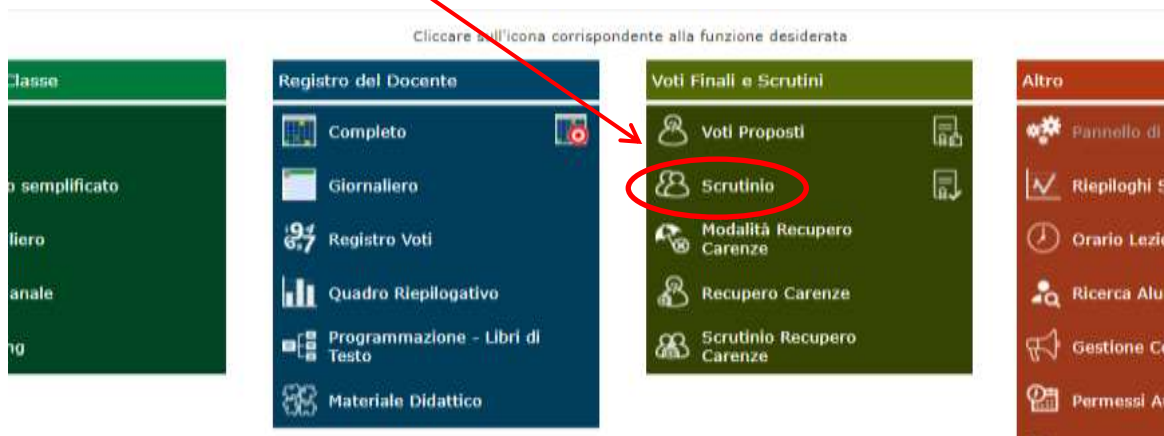 Cliccare sull'icona corrispondente alla funzione desiderata
Classe
semplificato
liero
anale
ng
Registro del Docente
Completo
Giornaliero
Registro Voti
Quadro Riepilogativo
Programmazione - Libri di
Testo
Materiale Didattico
Voti Finali e Scrutini
Voti Proposti
Scrutinio
Modalità Recupero
Carenze
Recupero Carenze
Scrutinio Recupero
Carenze
Altro
Pannello di
Riepiloghi S
Orario Lezi
Ricerca Alu
Gestione C
Permessi A